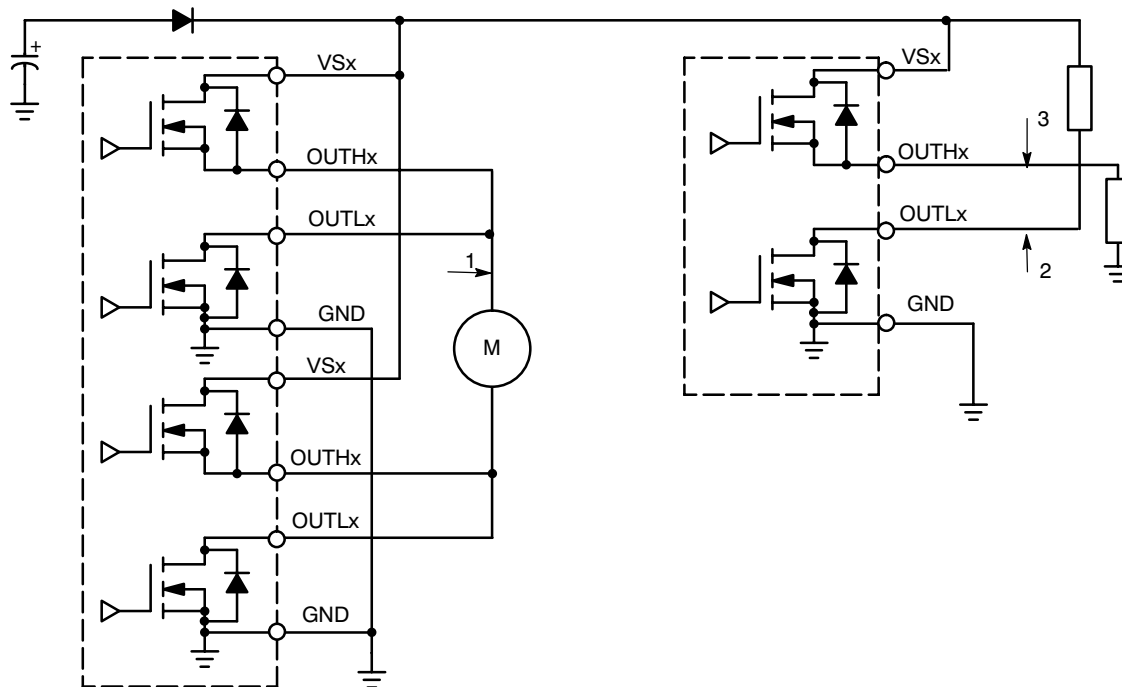 +
VSx
OUTHx
OUTLx
1
GND
M
VSx
OUTHx
OUTLx
GND
VSx
3
OUTHx
OUTLx
2
GND